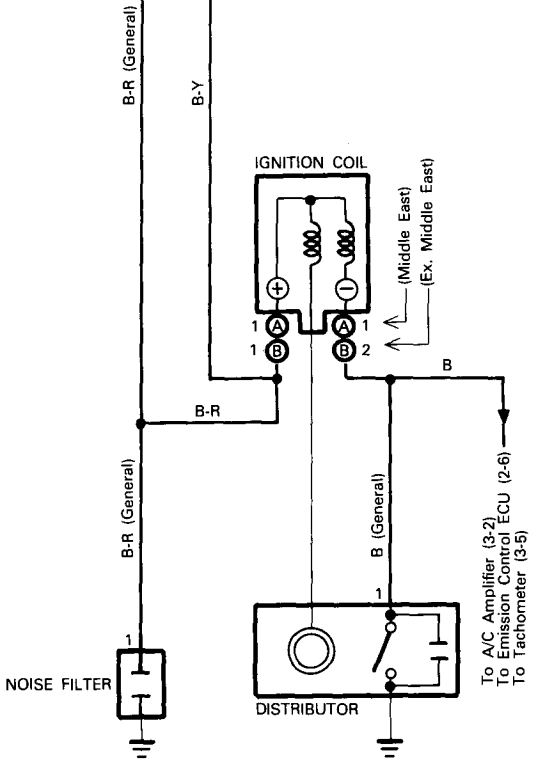 B-R (General)
B-Y
IGNITION COIL
+
−
(Middle East)
(Ex. Middle East)
1 A
A 1
1 B
B 2
B
B-R
B-R (General)
B (General)
1
1
To A/C Amplifier (3-2)
To Emission Control ECU (2-6)
To Tachometer (3-5)
NOISE FILTER
DISTRIBUTOR